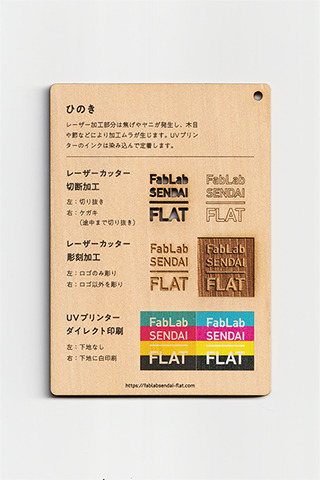 ひのき
レーザー加工部分は焦げやヤニが発生し、木目
や節などにより加工ムラが生じます。UVプリン
ターのインクは染み込んで定着します。
レーザーカッター
切断加工
左：切り抜き
右：ケガキ
（途中まで切り抜き）
FabLab
SENDAI
FLAT
FabLab
SENDAI
FLAT
レーザーカッター
彫刻加工
左：ロゴのみ彫り
右：ロゴ以外を彫り
FabLab
SENDAI
FLAT
FabLab
SENDAI
FLAT
UVプリンター
ダイレクト印刷
左：下地なし
右：下地に白印刷
FabLab
SENDAI
FLAT
FabLab
SENDAI
FLAT
https://fablabsendai-flat.com